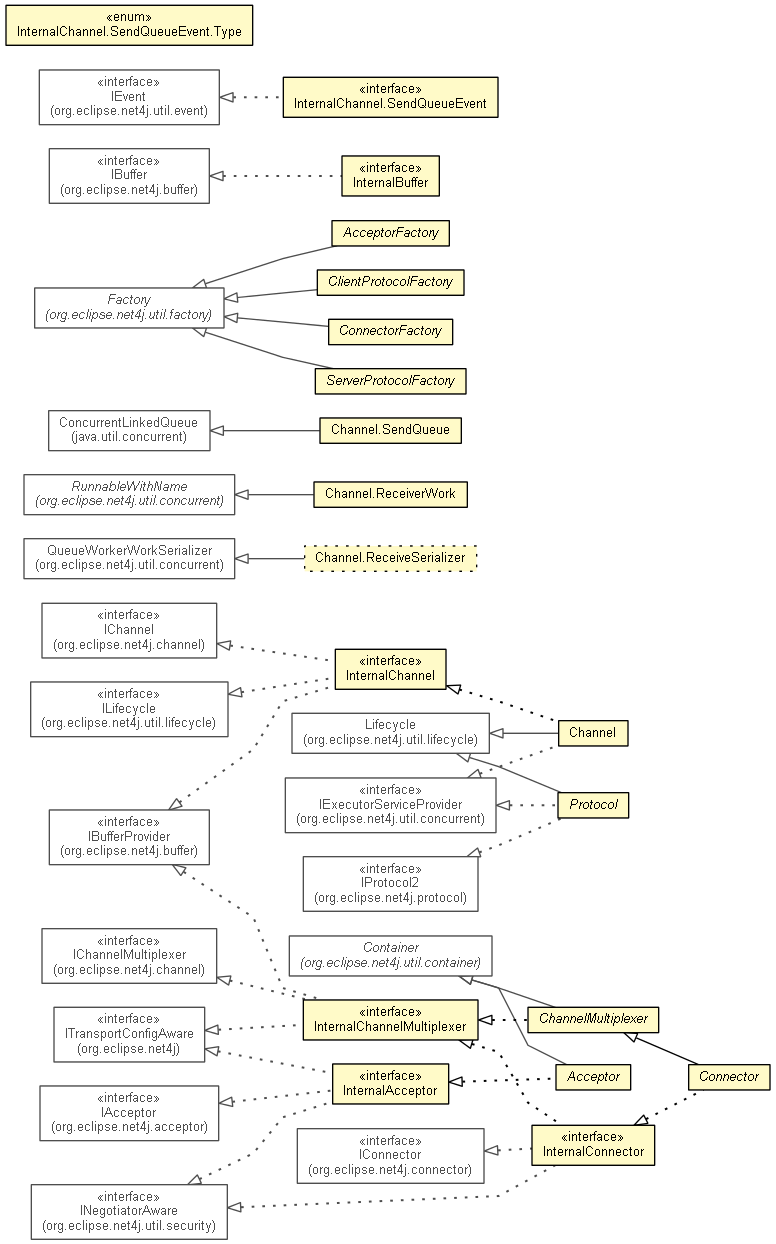 «enum»
InternalChannel.SendQueueEvent.Type
«interface»
IEvent
(org.eclipse.net4j.util.event)
«interface»
InternalChannel.SendQueueEvent
«interface»
IBuffer
(org.eclipse.net4j.buffer)
«interface»
InternalBuffer
AcceptorFactory
ClientProtocolFactory
Factory
(org.eclipse.net4j.util.factory)
ConnectorFactory
ServerProtocolFactory
ConcurrentLinkedQueue
(java.util.concurrent)
Channel.SendQueue
RunnableWithName
(org.eclipse.net4j.util.concurrent)
Channel.ReceiverWork
QueueWorkerWorkSerializer
(org.eclipse.net4j.util.concurrent)
Channel.ReceiveSerializer
«interface»
IChannel
(org.eclipse.net4j.channel)
«interface»
InternalChannel
«interface»
ILifecycle
(org.eclipse.net4j.util.lifecycle)
Lifecycle
(org.eclipse.net4j.util.lifecycle)
Channel
«interface»
IExecutorServiceProvider
(org.eclipse.net4j.util.concurrent)
Protocol
«interface»
IBufferProvider
(org.eclipse.net4j.buffer)
«interface»
IProtocol2
(org.eclipse.net4j.protocol)
«interface»
IChannelMultiplexer
(org.eclipse.net4j.channel)
Container
(org.eclipse.net4j.util.container)
«interface»
InternalChannelMultiplexer
ChannelMultiplexer
«interface»
ITransportConfigAware
(org.eclipse.net4j)
«interface»
InternalAcceptor
Acceptor
Connector
«interface»
IAcceptor
(org.eclipse.net4j.acceptor)
«interface»
IConnector
(org.eclipse.net4j.connector)
«interface»
InternalConnector
«interface»
INegotiatorAware
(org.eclipse.net4j.util.security)